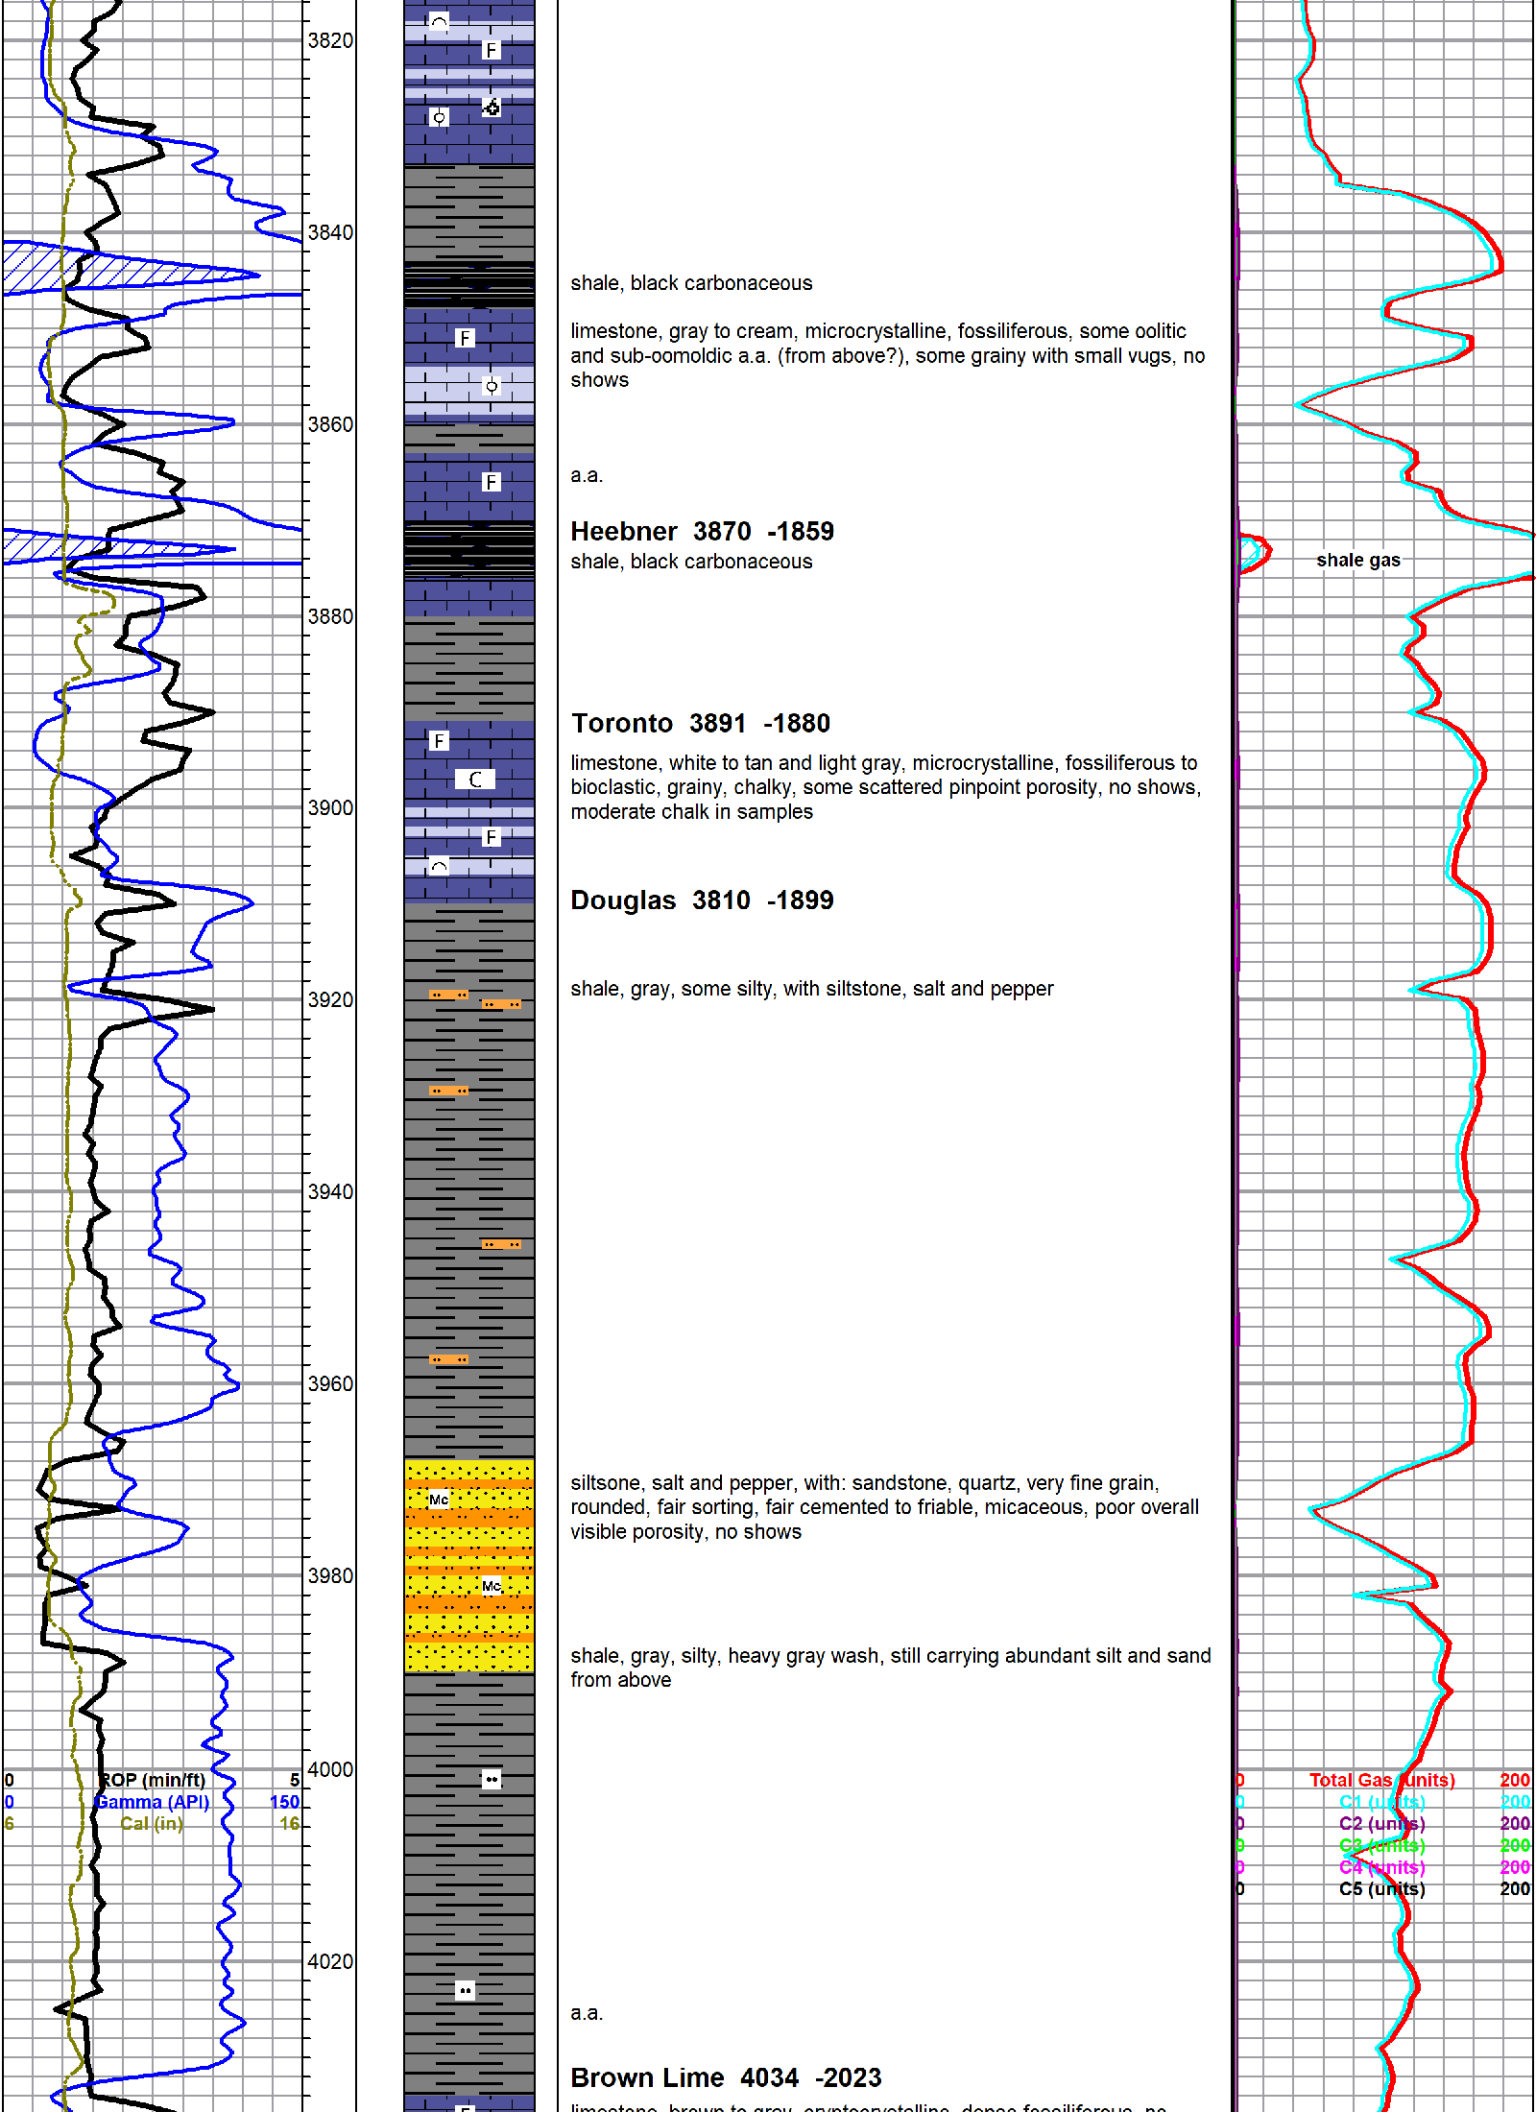 3820
F
3840
shale, black carbonaceous
limestone, gray to cream, microcrystalline, fossiliferous, some oolitic
F
and sub-oomoldic a.a. (from above?), some grainy with small vugs, no
shows
3860
a.a.
F
Heebner 3870 -1859
shale, black carbonaceous
shale gas
3880
Toronto 3891 -1880
F
limestone, white to tan and light gray, microcrystalline, fossiliferous to
C
bioclastic, grainy, chalky, some scattered pinpoint porosity, no shows,
3900
moderate chalk in samples
F
Douglas 3810 -1899
shale, gray, some silty, with siltstone, salt and pepper
3920
3940
3960
siltsone, salt and pepper, with: sandstone, quartz, very fine grain,
Mc
rounded, fair sorting, fair cemented to friable, micaceous, poor overall
visible porosity, no shows
3980
Mc
shale, gray, silty, heavy gray wash, still carrying abundant silt and sand
from above
4000
0 ROP (min/ft) 5
0 Gamma (API) 150
6 Cal (in) 16
0 Total Gas (units) 200
0 C1 (units) 200
0 C2 (units) 200
0 C3 (units) 200
0 C4 (units) 200
0 C5 (units) 200
4020
a.a.
Brown Lime 4034 -2023
limestone, brown to gray, cryptocrystalline, dense fossiliferous, no
F